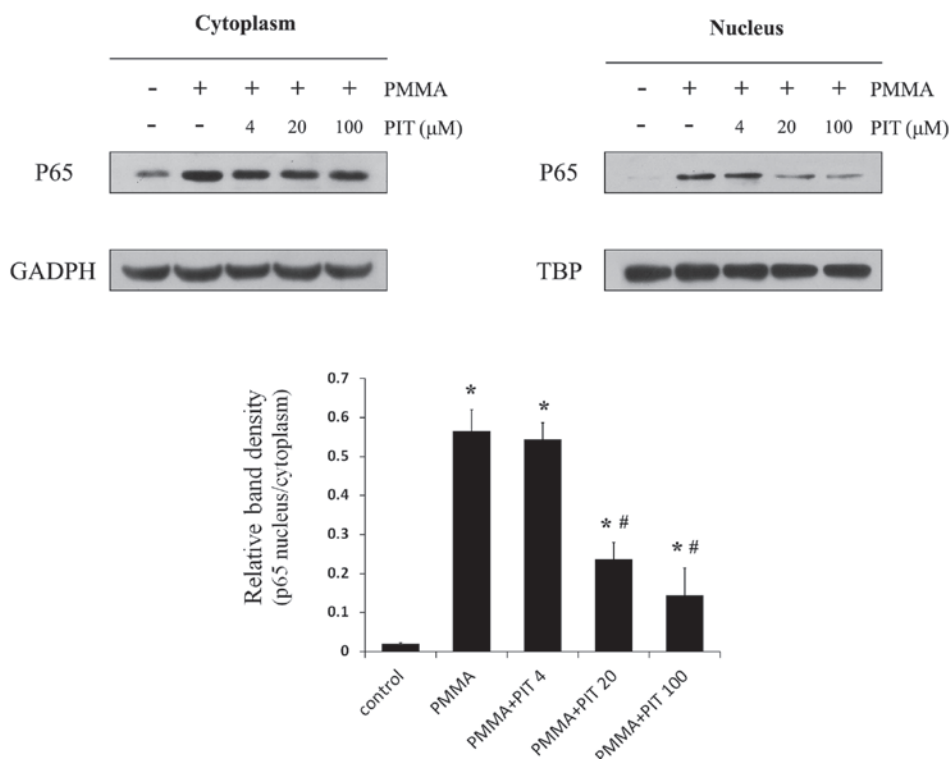 Cytoplasm
- + + + + PMMA
- - 4 20 100 PIT (μM)
P65
GADPH
Nucleus
- + + + + PMMA
- - 4 20 100 PIT (μM)
P65
TBP
Relative band density
(p65 nucleus/cytoplasm)
0.7
0.6
0.5
0.4
0.3
0.2
0.1
0
*
*
* #
* #
control
PMMA
PMMA+PIT 4
PMMA+PIT 20
PMMA+PIT 100